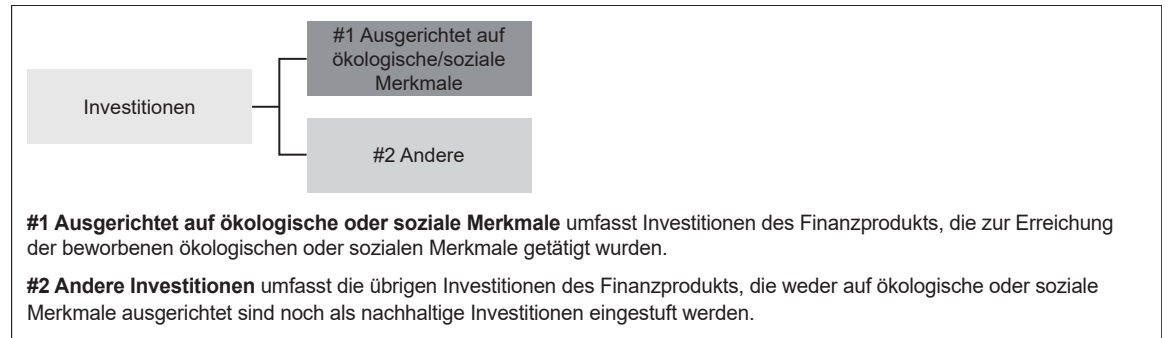 #1 Ausgerichtet auf
ökologische/soziale
Merkmale
Investitionen
#2 Andere
#1 Ausgerichtet auf ökologische oder soziale Merkmale umfasst Investitionen des Finanzprodukts, die zur Erreichung
der beworbenen ökologischen oder sozialen Merkmale getätigt wurden.
#2 Andere Investitionen umfasst die übrigen Investitionen des Finanzprodukts, die weder auf ökologische oder soziale
Merkmale ausgerichtet sind noch als nachhaltige Investitionen eingestuft werden.